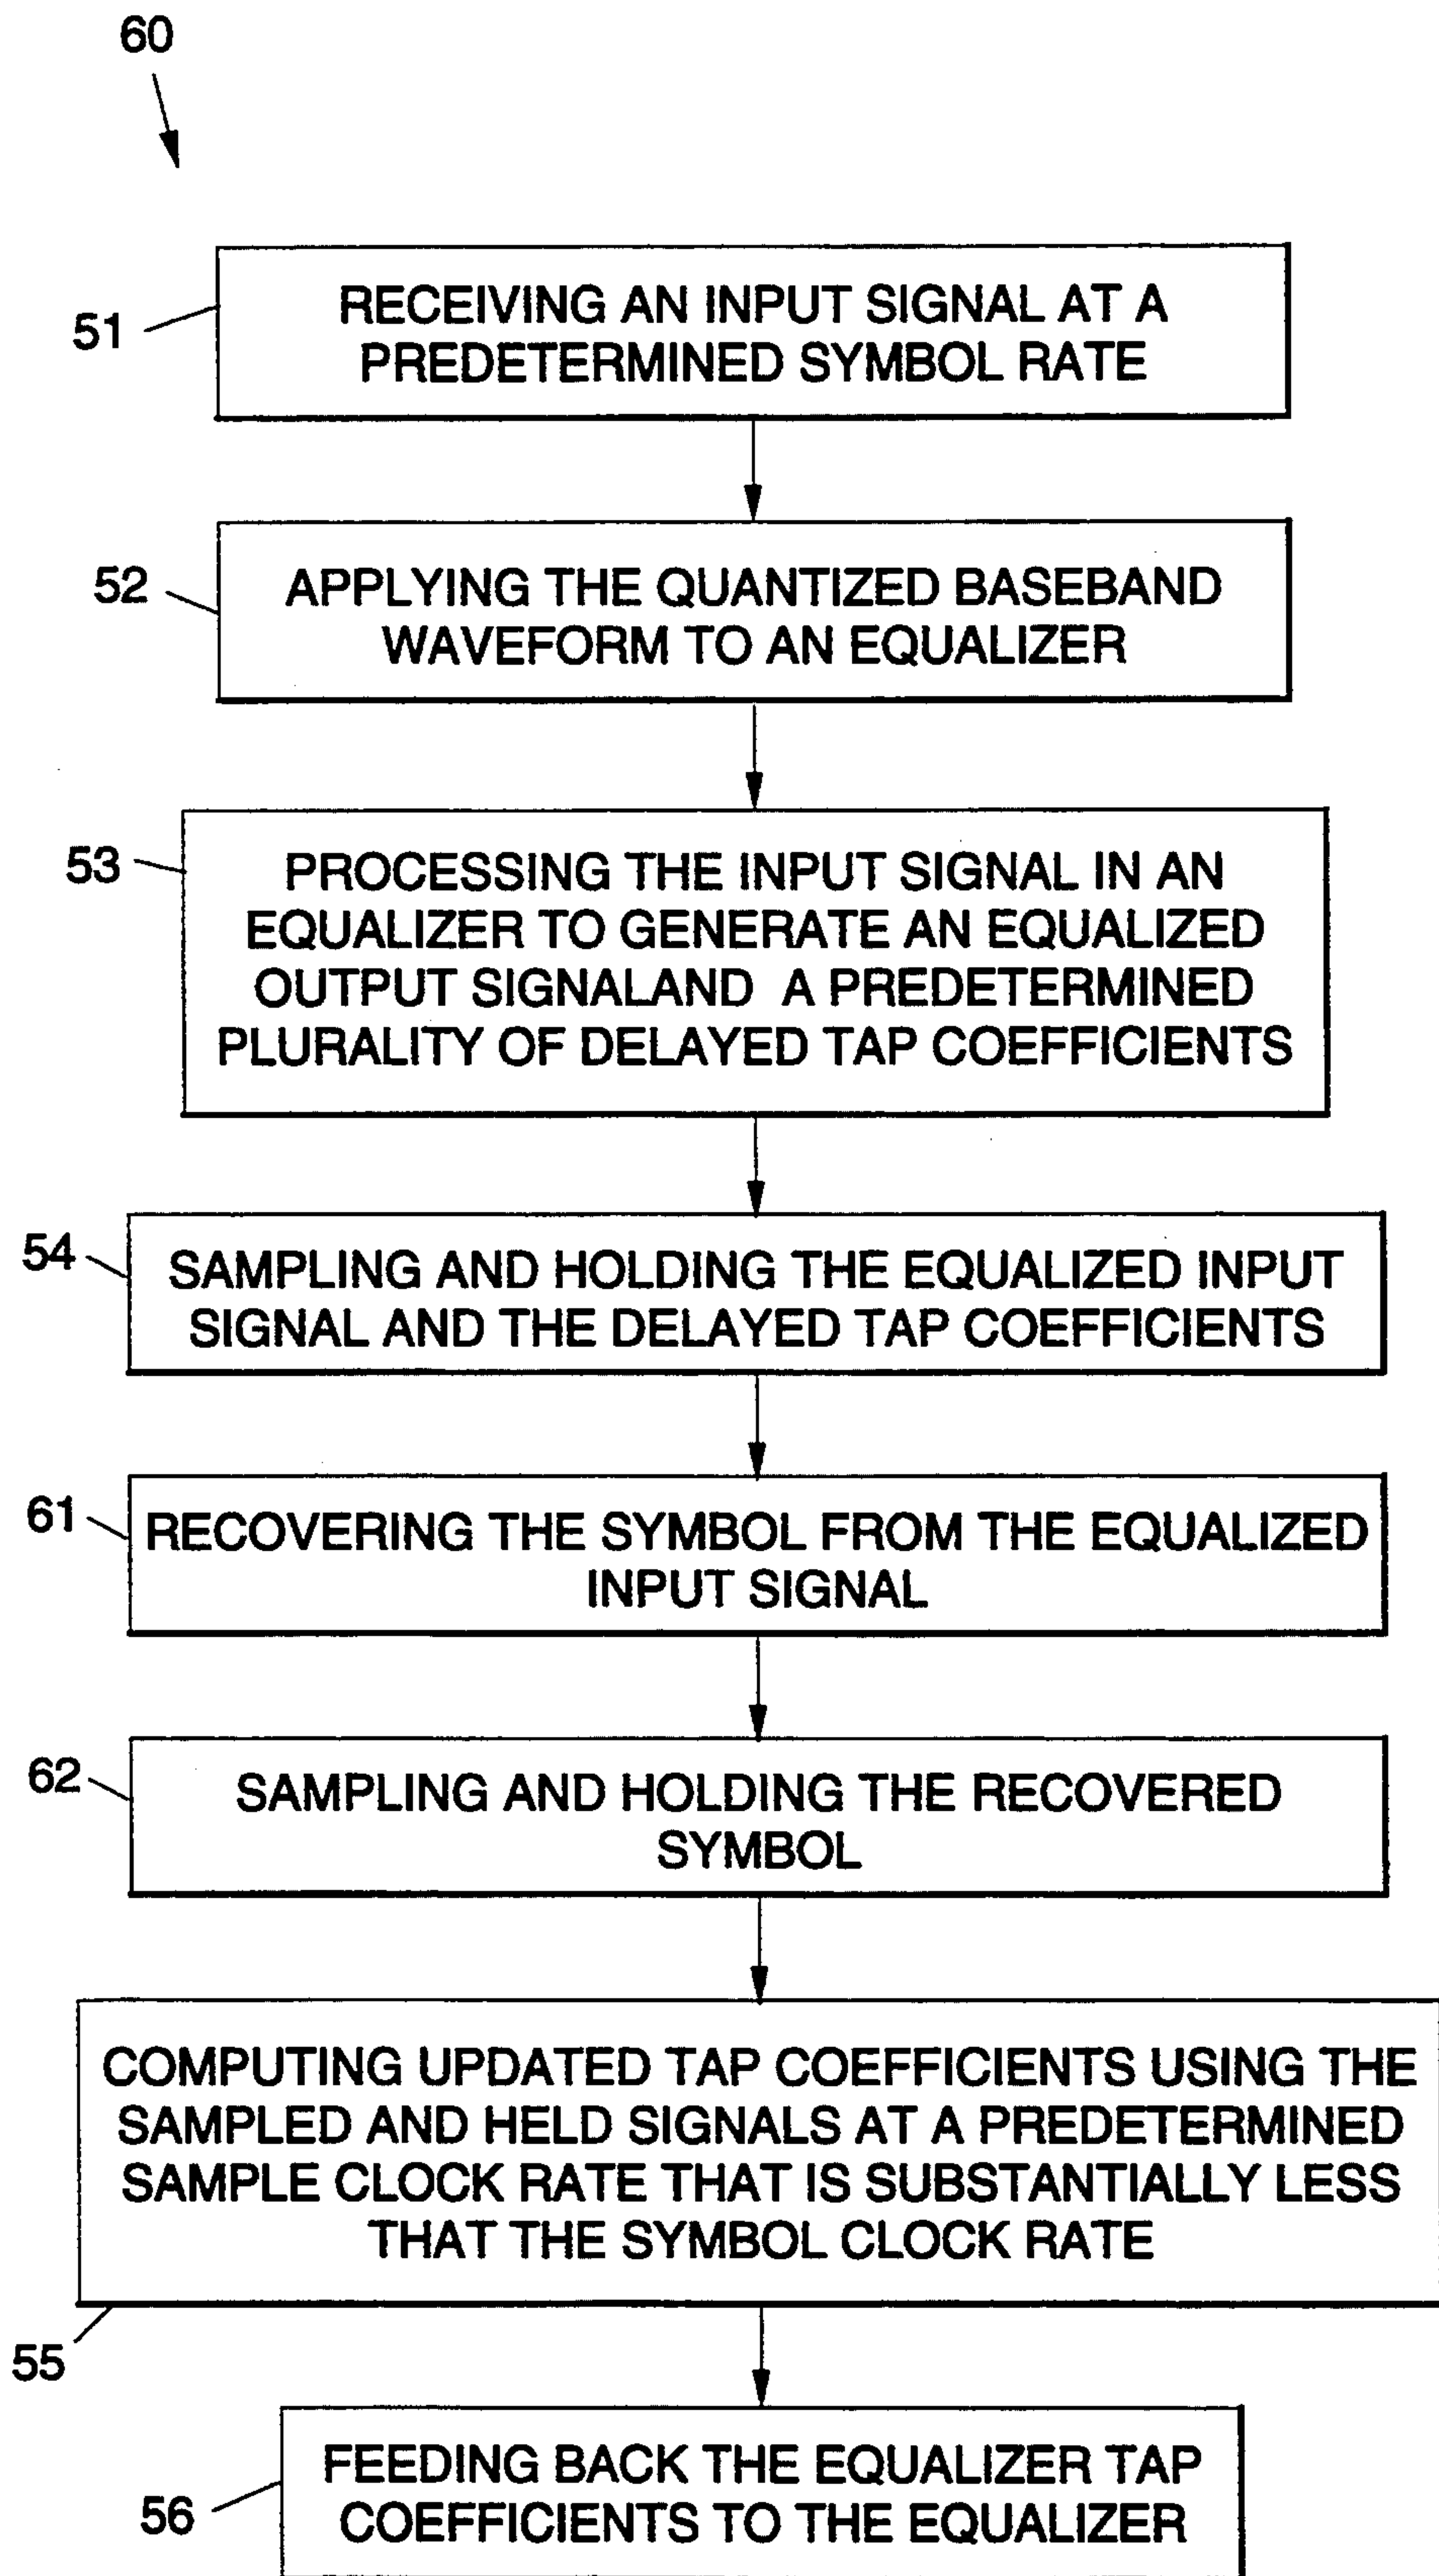 60
51
RECEIVING AN INPUT SIGNAL AT A
PREDETERMINED SYMBOL RATE
52
APPLYING THE QUANTIZED BASEBAND
WAVEFORM TO AN EQUALIZER
53
PROCESSING THE INPUT SIGNAL IN AN
EQUALIZER TO GENERATE AN EQUALIZED
OUTPUT SIGNALAND A PREDETERMINED
PLURALITY OF DELAYED TAP COEFFICIENTS
54
SAMPLING AND HOLDING THE EQUALIZED INPUT
SIGNAL AND THE DELAYED TAP COEFFICIENTS
61
RECOVERING THE SYMBOL FROM THE EQUALIZED
INPUT SIGNAL
62
SAMPLING AND HOLDING THE RECOVERED
SYMBOL
COMPUTING UPDATED TAP COEFFICIENTS USING THE
SAMPLED AND HELD SIGNALS AT A PREDETERMINED
SAMPLE CLOCK RATE THAT IS SUBSTANTIALLY LESS
THAT THE SYMBOL CLOCK RATE
55
FEEDING BACK THE EQUALIZER TAP
COEFFICIENTS TO THE EQUALIZER
56